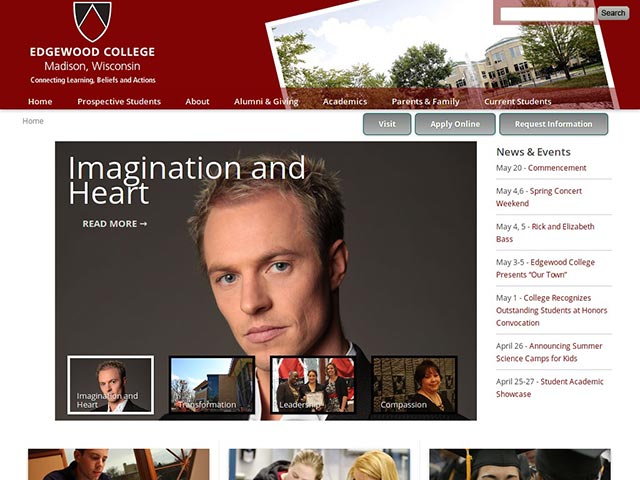 EDGEWOOD COLLEGE
Madison, Wisconsin
Connecting Learning, Beliefs and Actions
Search
Home Prospective Students About Alumni & Giving Academics Parents & Family Current Students
Home
Visit Apply Online Request Information
Imagination and
Heart
READ MORE →
Imagination and
Heart
Transformation
Leadership
Compassion
News & Events
May 20 - Commencement
May 4,6 - Spring Concert
Weekend
May 4, 5 - Rick and Elizabeth
Bass
May 3-5 - Edgewood College
Presents “Our Town”
May 1 - College Recognizes
Outstanding Students at Honors
Convocation
April 26 - Announcing Summer
Science Camps for Kids
April 25-27 - Student Academic
Showcase